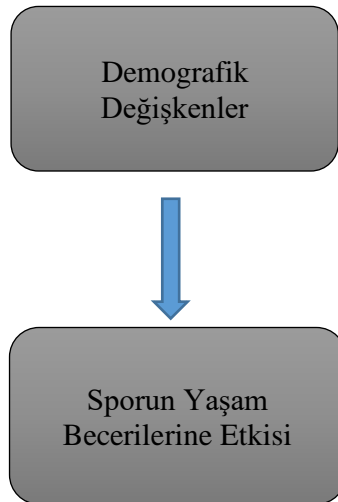 Demografik
Değişkenler
Sporun Yaşam
Becerilerine Etkisi